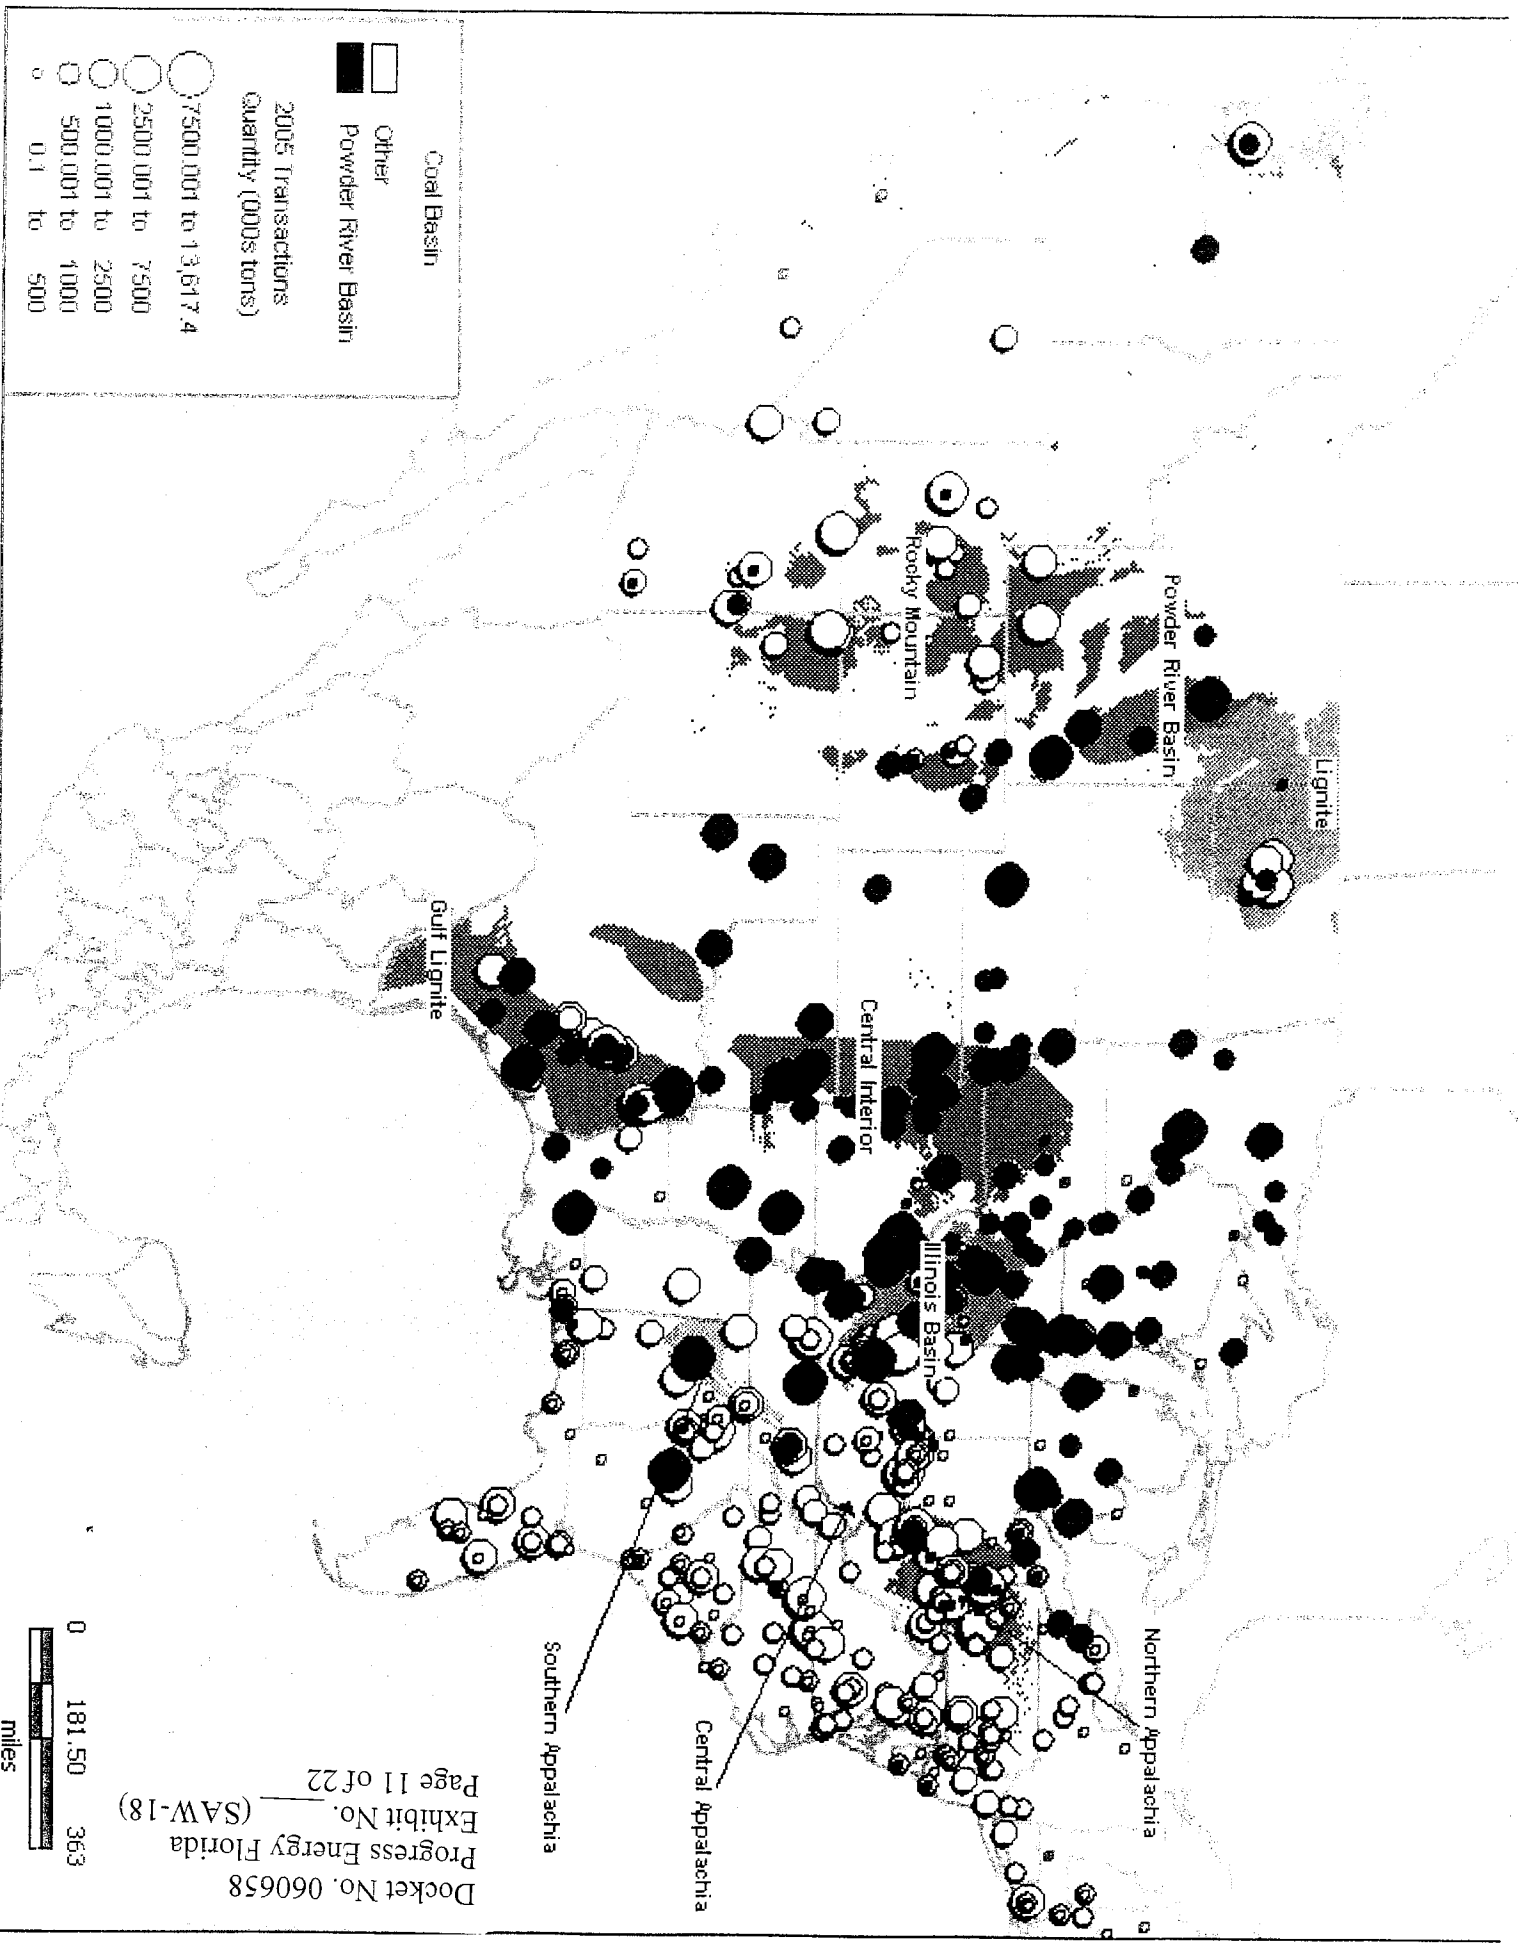 Docket No. 060658
Progress Energy Florida
Exhibit No. ______ (SAW-18)
Page 11 of 22
Lignite
Powder River Basin
Rocky Mountain
Central Interior
Illinois Basin
Gulf Lignite
Northern Appalachia
Central Appalachia
Southern Appalachia
Coal Basin
Other
Powder River Basin
2005 Transactions
Quantity (000s tons)
7500.001 to 13,617.4
2500.001 to 7500
1000.001 to 2500
500.001 to 1000
0.1 to 500
0 181.50 363
miles